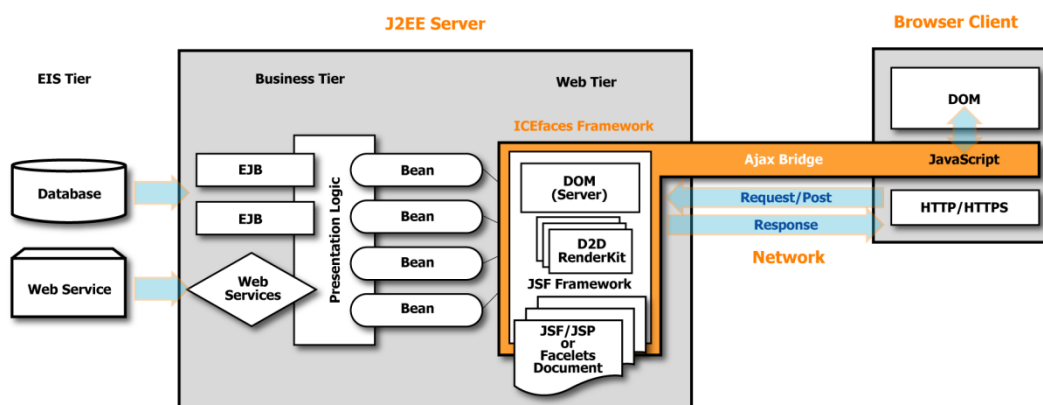 J2EE Server
Browser Client
EIS Tier
Business Tier
Web Tier
ICEfaces Framework
Database
Web Service
EJB
EJB
Web
Services
Presentation Logic
Bean
Bean
Bean
Bean
DOM
(Server)
D2D
RenderKit
JSF Framework
JSF/JSP
or
Facelets
Document
Ajax Bridge
Request/Post
Response
Network
DOM
JavaScript
HTTP/HTTPS